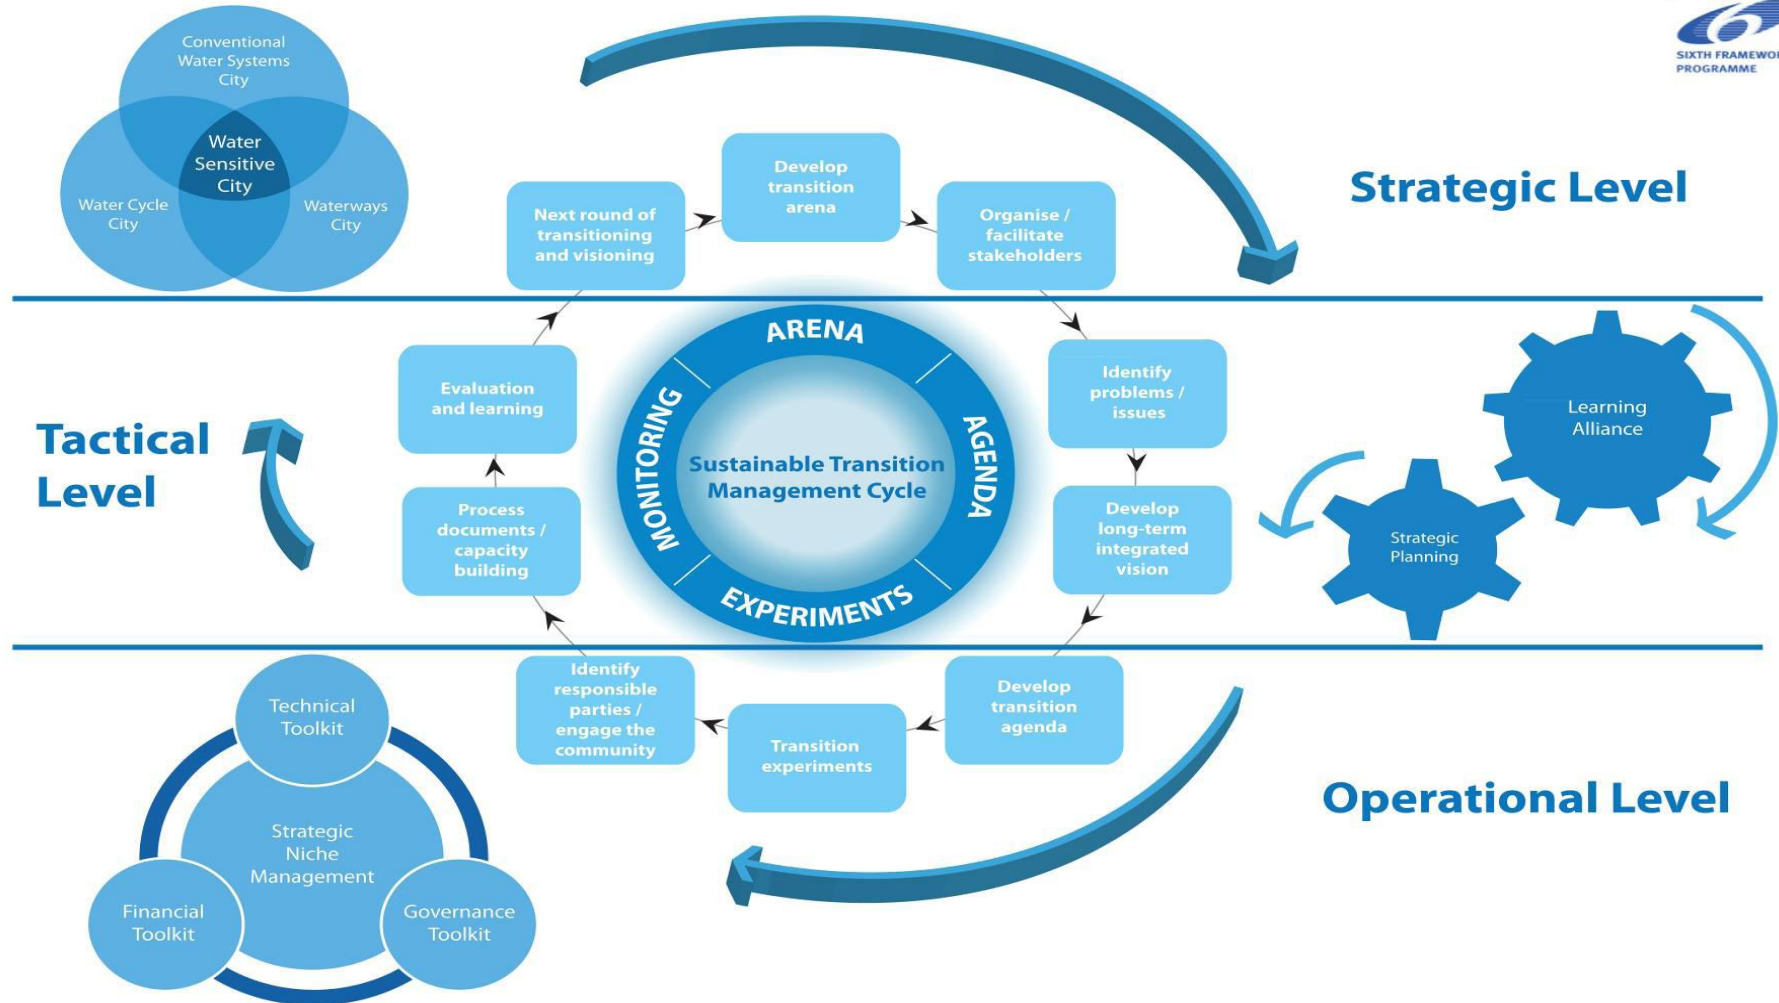 SIXTH FRAMEWORK
PROGRAMME
Conventional
Water Systems
City
Water
Sensitive
City
Water Cycle
City
Waterways
City
Strategic Level
Develop
transition
arena
Next round of
transitioning
and visioning
Organise /
facilitate
stakeholders
Tactical
Level
Evaluation
and learning
Process
documents /
capacity
building
ARENA
AGENDA
EXPERIMENTS
MONITORING
Sustainable Transition
Management Cycle
Identify
problems /
issues
Develop
long-term
integrated
vision
Learning
Alliance
Strategic
Planning
Operational Level
Develop
transition
agenda
Transition
experiments
Identify
responsible
parties /
engage the
community
Technical
Toolkit
Strategic
Niche
Management
Financial
Toolkit
Governance
Toolkit